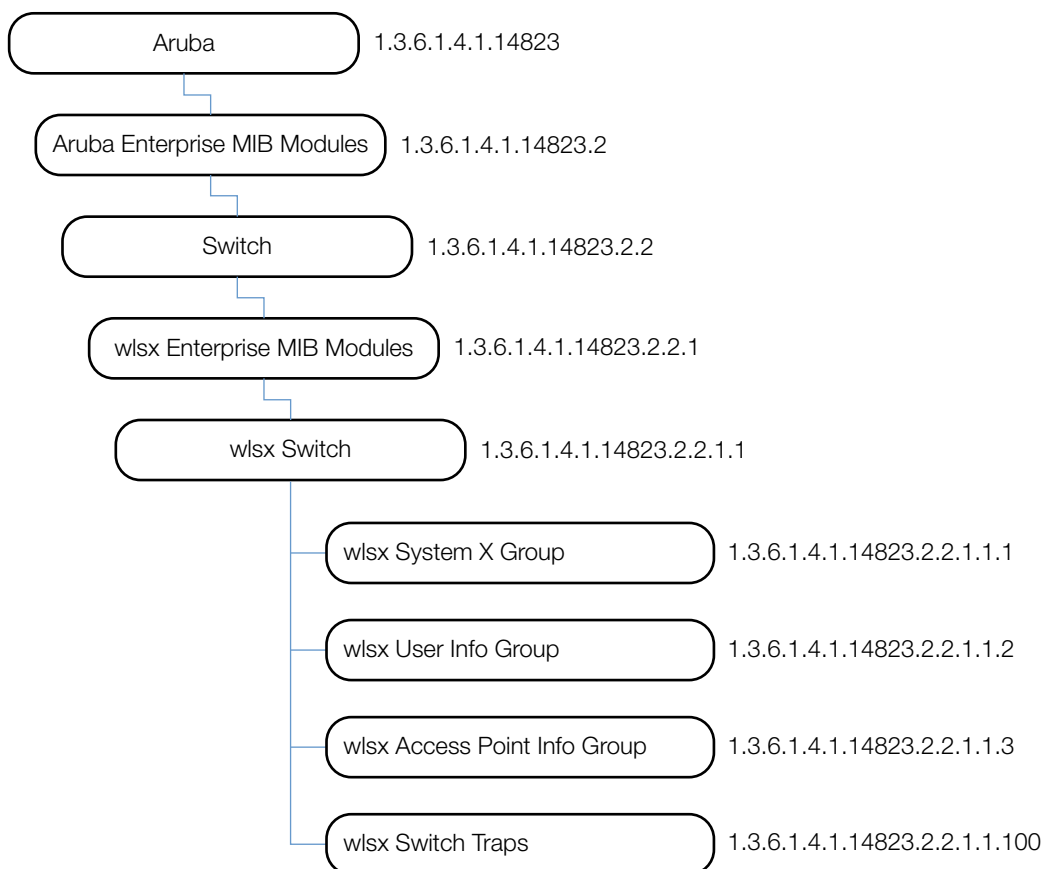 Aruba 1.3.6.1.4.1.14823
Aruba Enterprise MIB Modules 1.3.6.1.4.1.14823.2
Switch 1.3.6.1.4.1.14823.2.2
wlsx Enterprise MIB Modules 1.3.6.1.4.1.14823.2.2.1
wlsx Switch 1.3.6.1.4.1.14823.2.2.1.1
wlsx System X Group 1.3.6.1.4.1.14823.2.2.1.1.1
wlsx User Info Group 1.3.6.1.4.1.14823.2.2.1.1.2
wlsx Access Point Info Group 1.3.6.1.4.1.14823.2.2.1.1.3
wlsx Switch Traps 1.3.6.1.4.1.14823.2.2.1.1.100